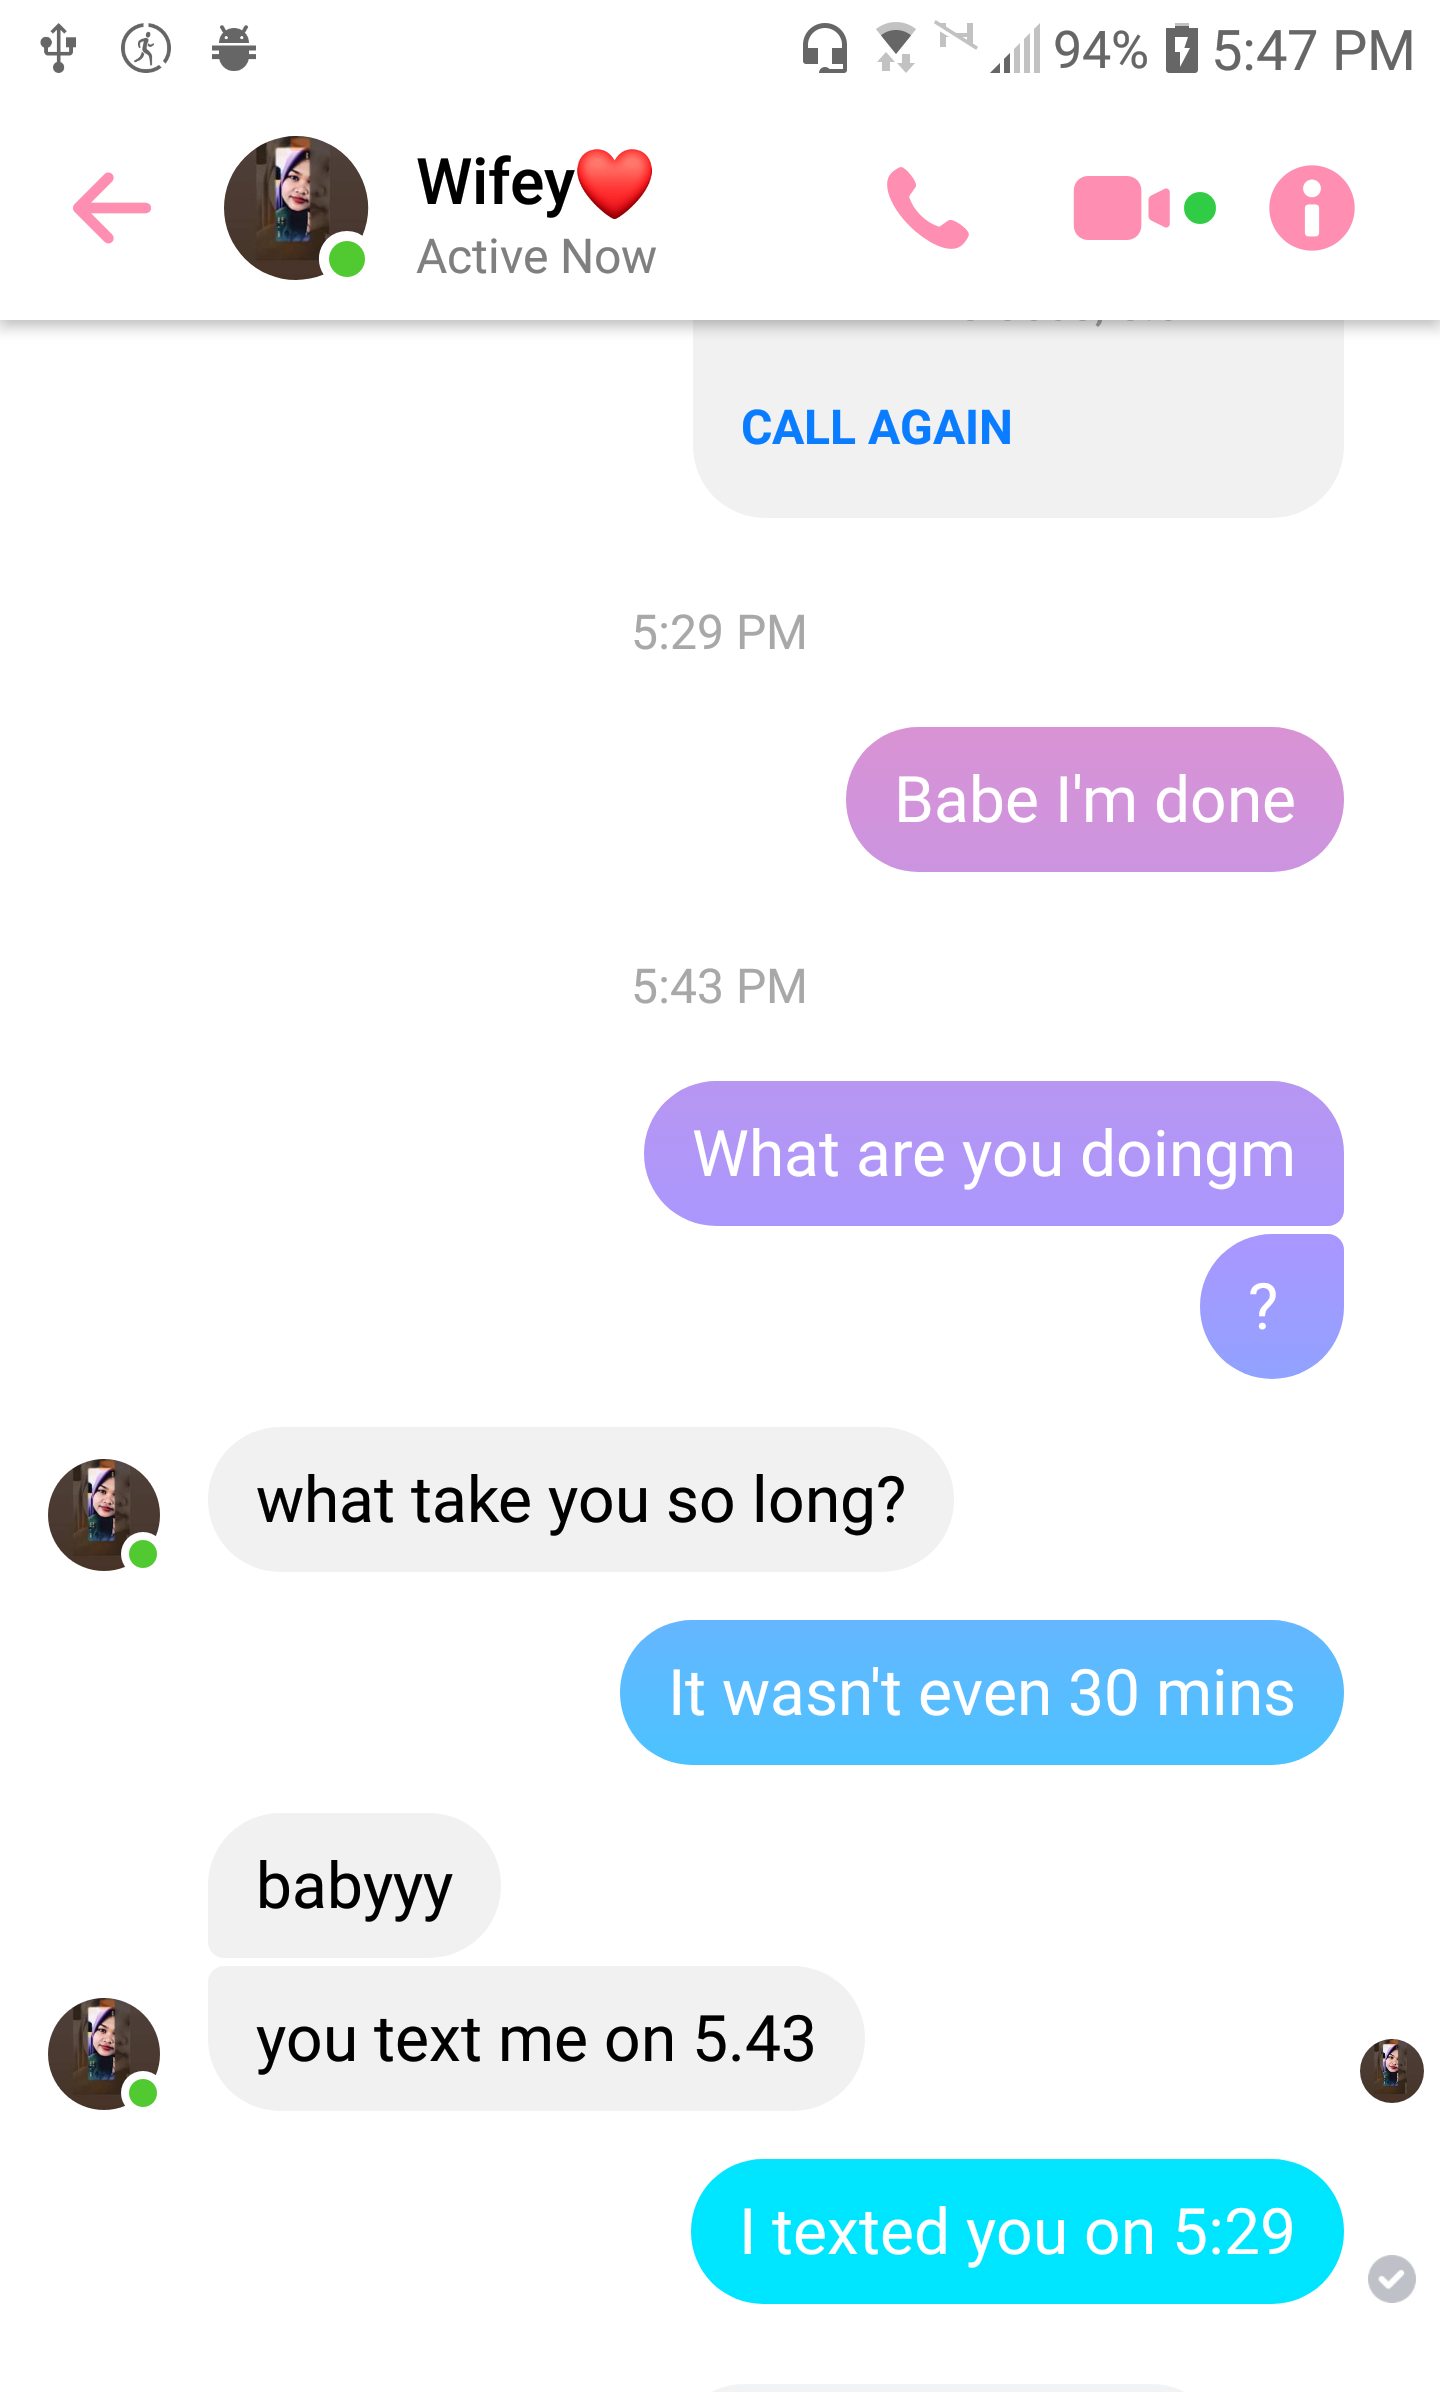 94% 5:47 PM
Wifey❤️
Active Now
CALL AGAIN
5:29 PM
Babe I'm done
5:43 PM
What are you doingm
?
what take you so long?
It wasn't even 30 mins
babyyy
you text me on 5.43
I texted you on 5:29